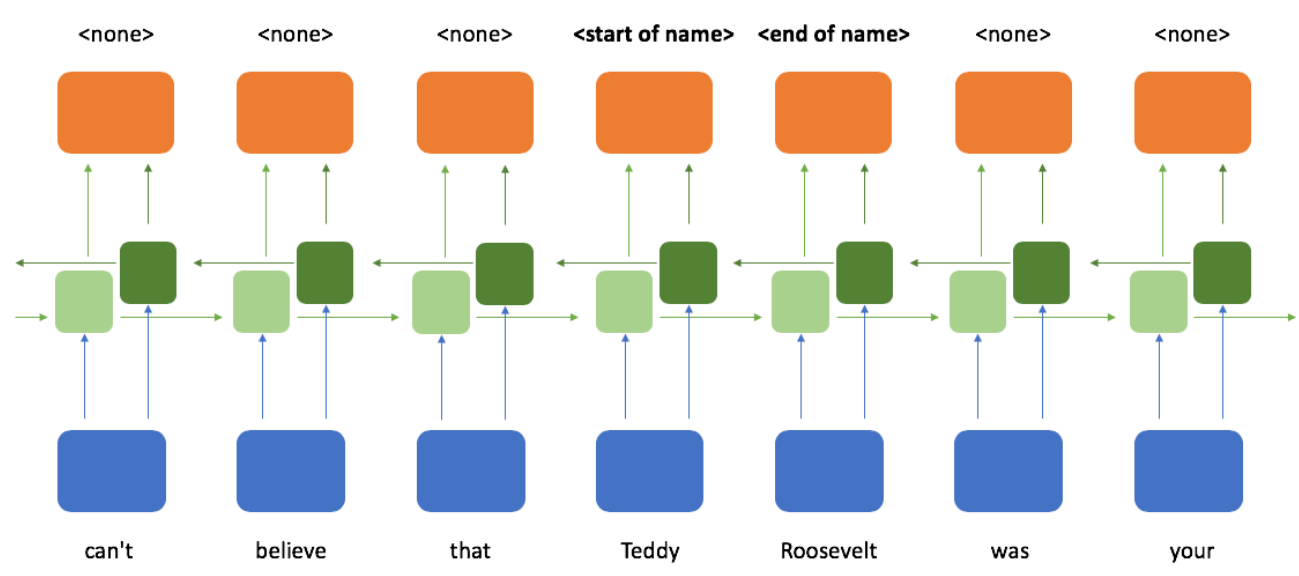 <none> <none> <none> <start of name> <end of name> <none> <none>
can't believe that Teddy Roosevelt was your